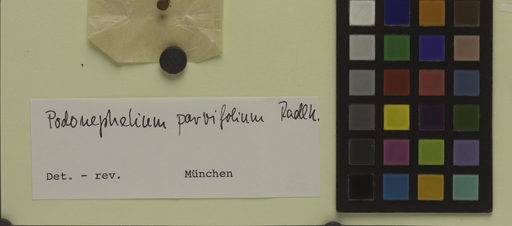 Podonephelium parvifolium Radlk.
Det. - rev. München